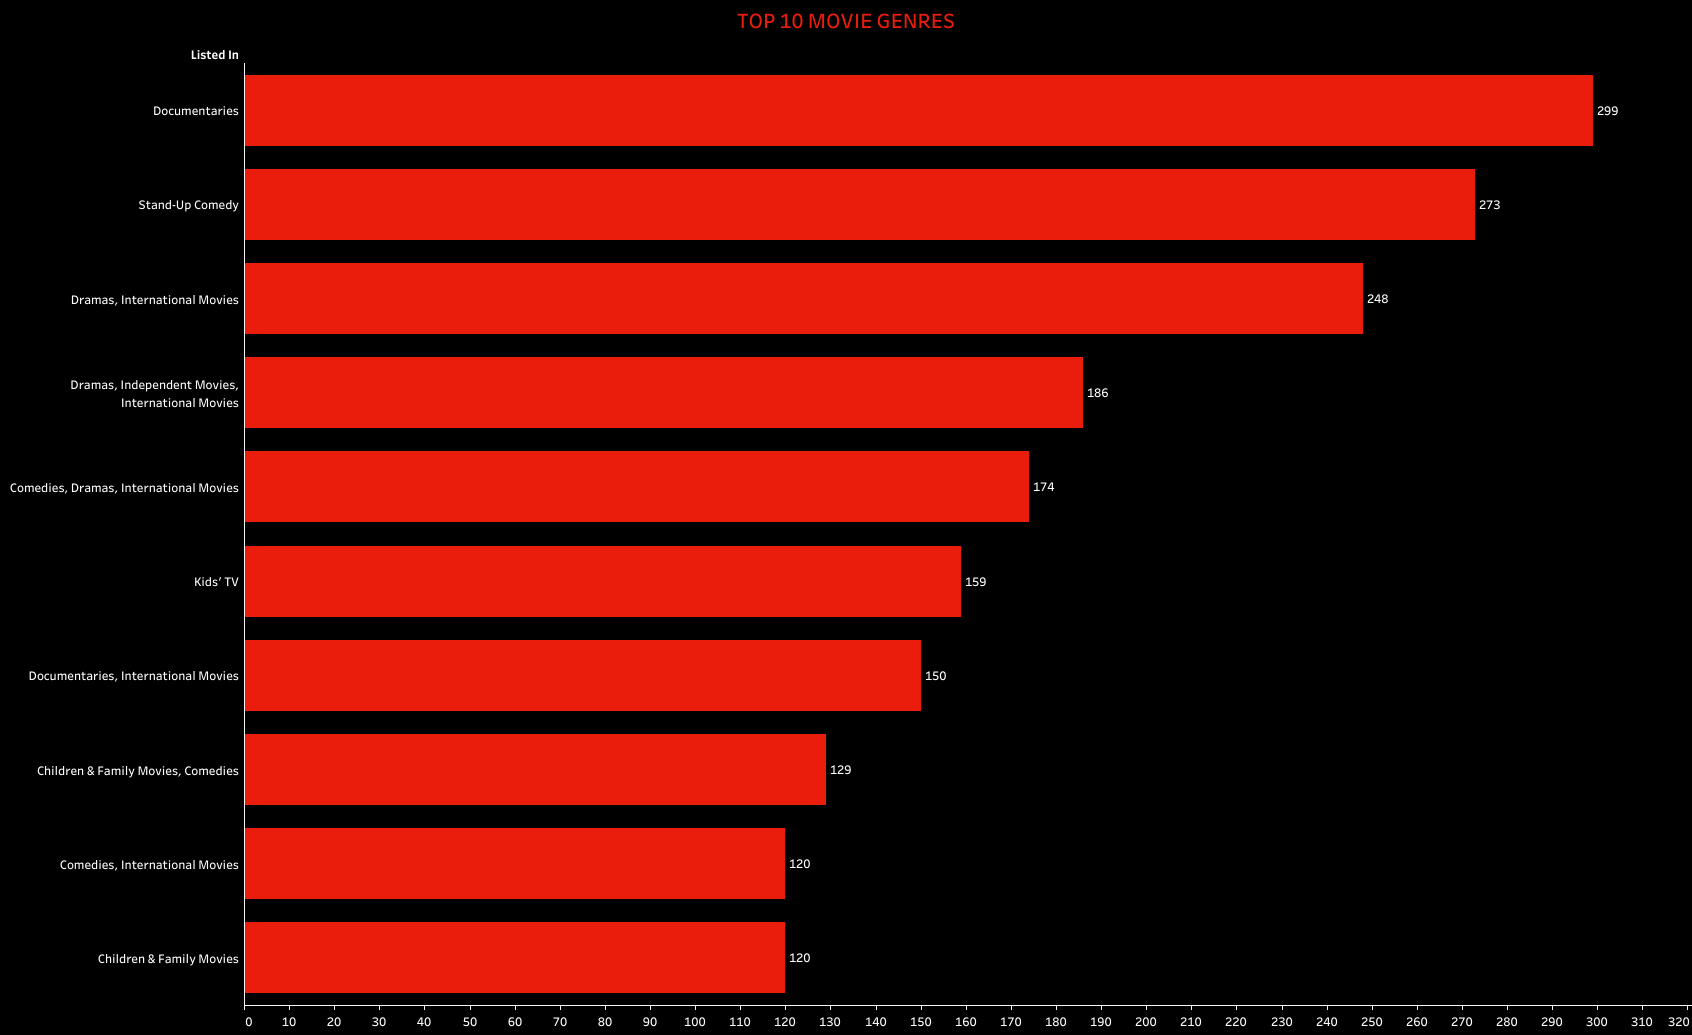 TOP 10 MOVIE GENRES
Listed In
Documentaries
299
Stand-Up Comedy
273
Dramas, International Movies
248
Dramas, Independent Movies,
International Movies
186
Comedies, Dramas, International Movies
174
Kids’ TV
159
Documentaries, International Movies
150
Children & Family Movies, Comedies
129
Comedies, International Movies
120
Children & Family Movies
120
0 10 20 30 40 50 60 70 80 90 100 110 120 130 140 150 160 170 180 190 200 210 220 230 240 250 260 270 280 290 300 310 320